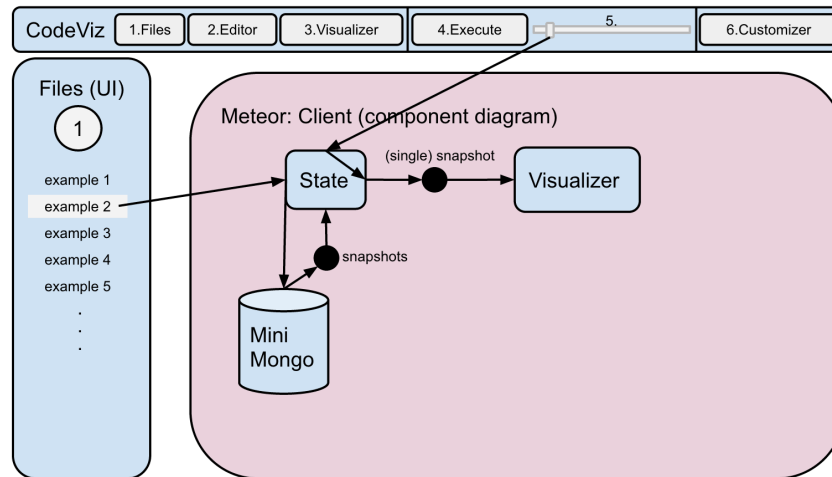 CodeViz
1.Files
2.Editor
3.Visualizer
4.Execute
5.
6.Customizer
Files (UI)
1
example 1
example 2
example 3
example 4
example 5
.
.
.
Meteor: Client (component diagram)
State
(single) snapshot
Visualizer
snapshots
Mini
Mongo